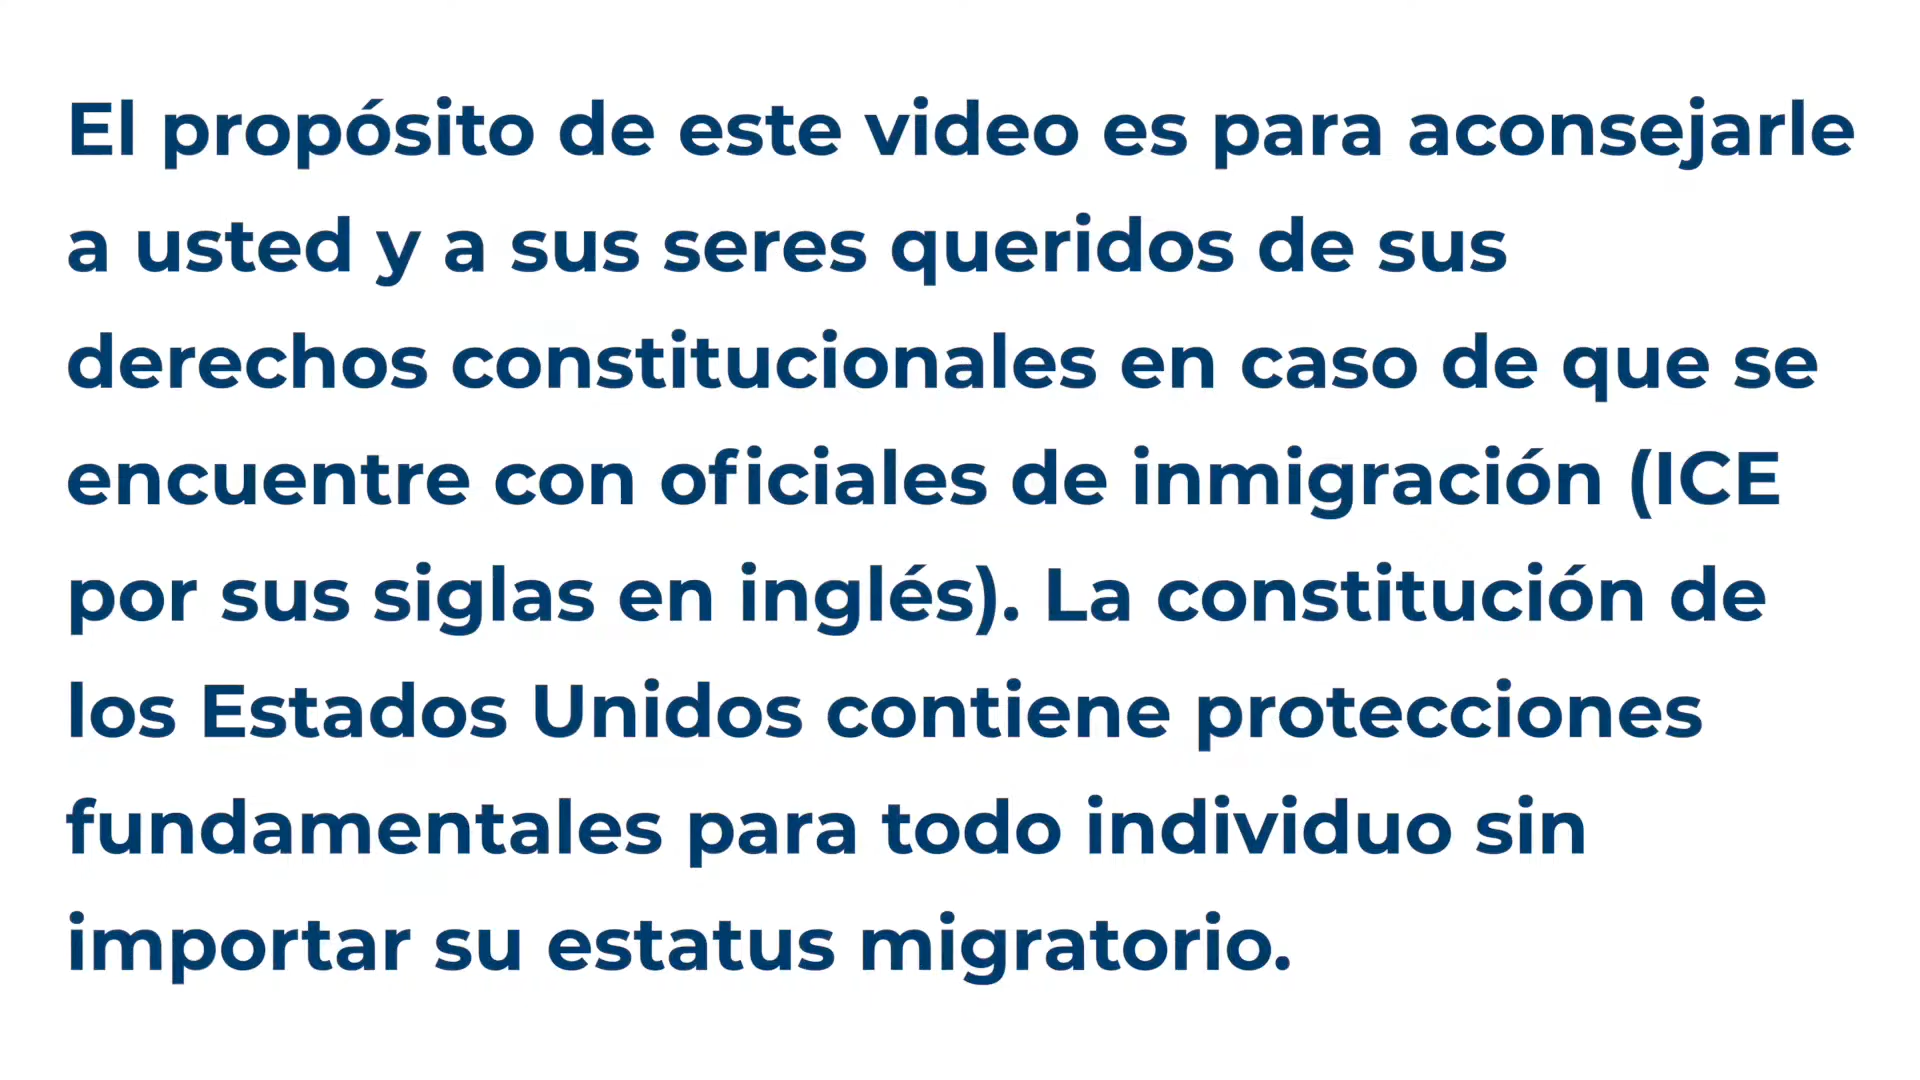 El propósito de este video es para aconsejarle
a usted y a sus seres queridos de sus
derechos constitucionales en caso de que se
encuentre con oficiales de inmigración (ICE
por sus siglas en inglés). La constitución de
los Estados Unidos contiene protecciones
fundamentales para todo individuo sin
importar su estatus migratorio.